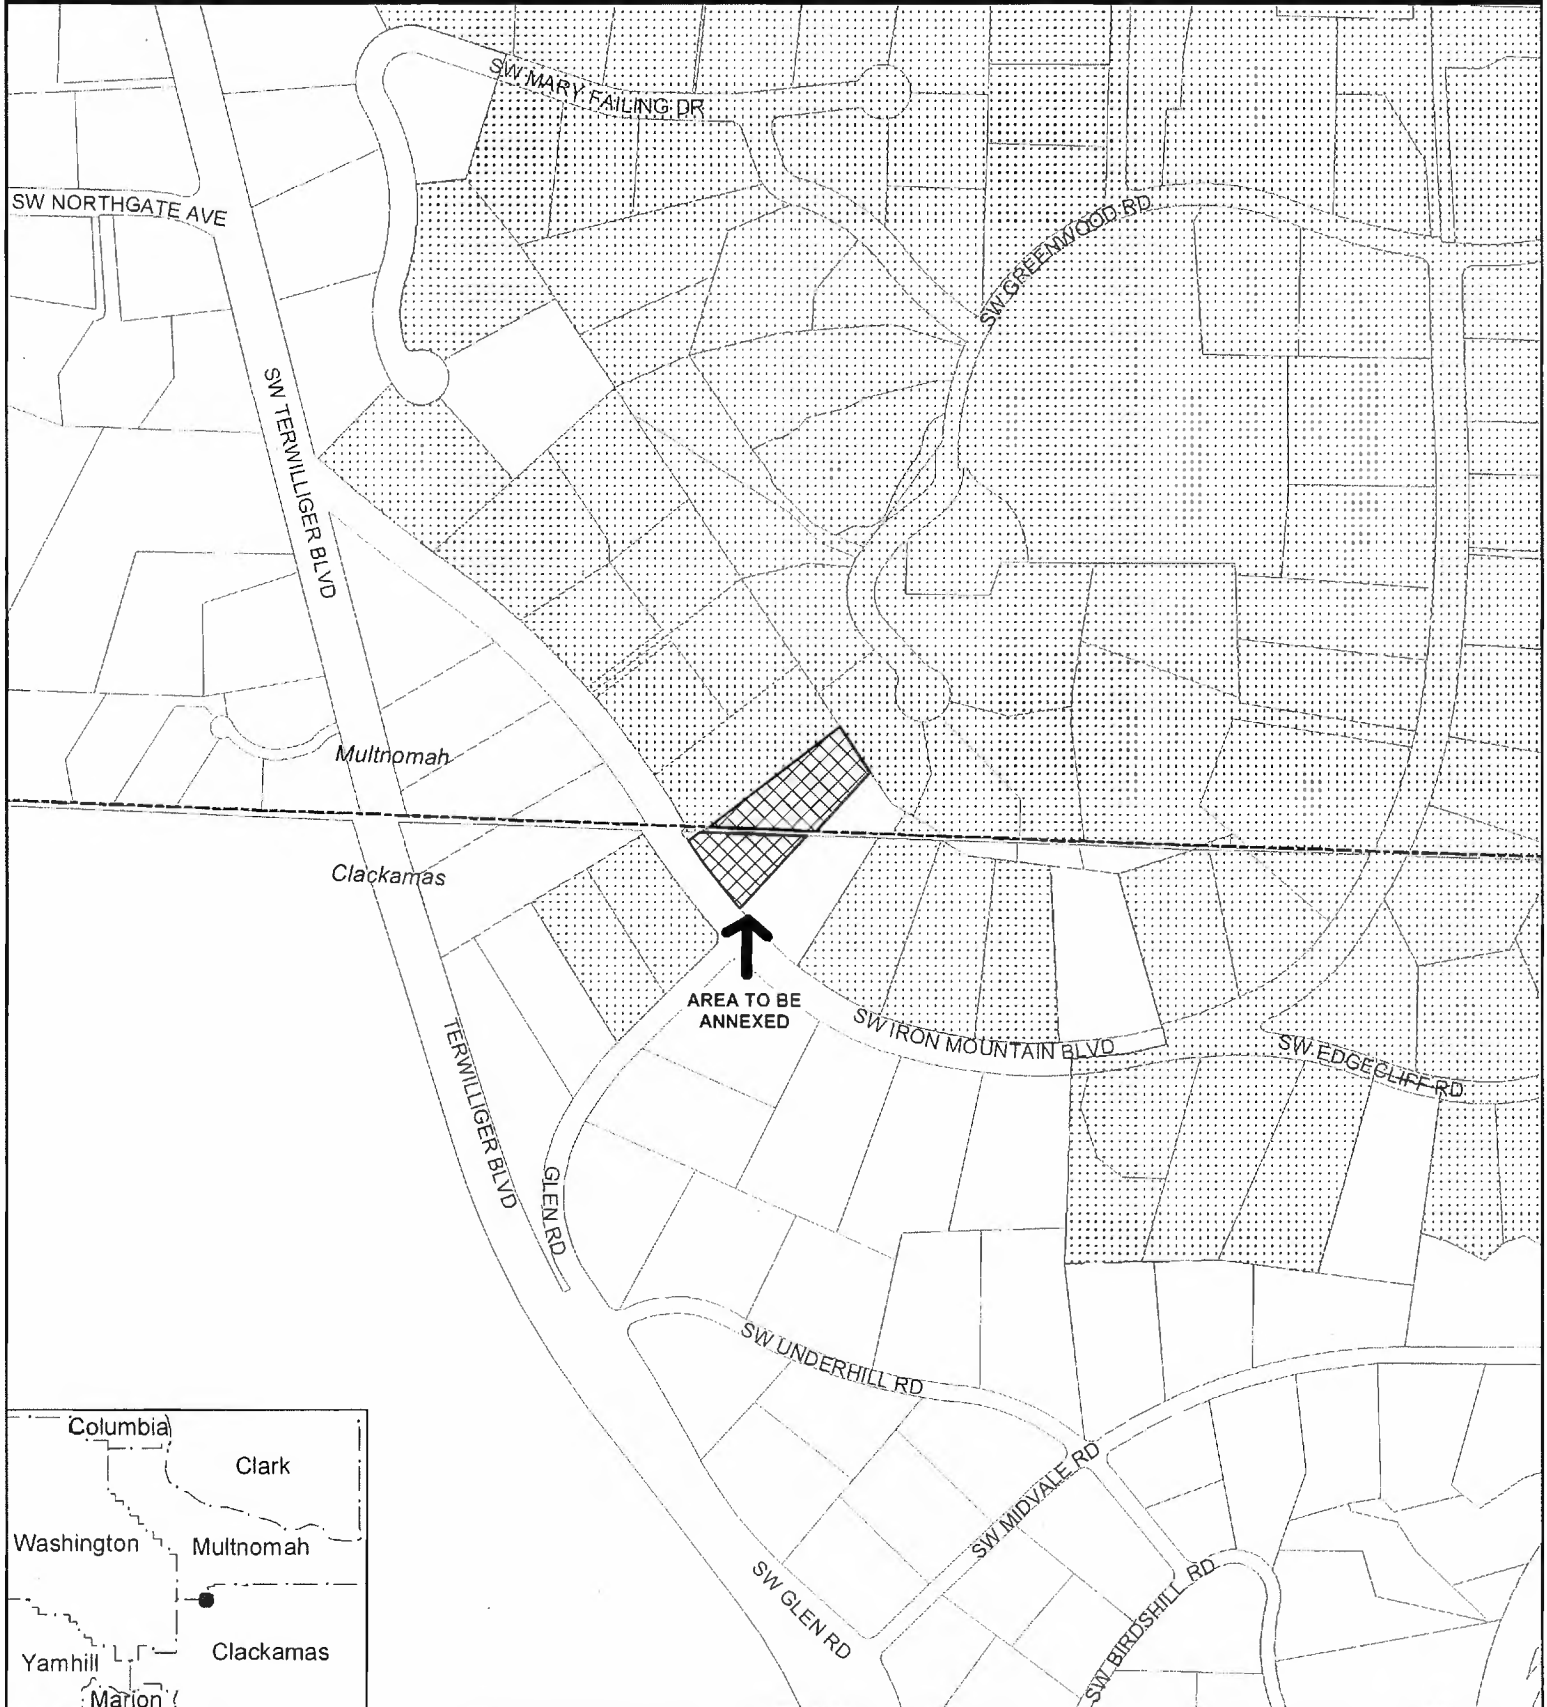 SW MARY FAILING DR
SW NORTHGATE AVE
SW GREENWOOD RD
SW TERWILLIGER BLVD
Multnomah
Clackamas
AREA TO BE
ANNEXED
SW IRON MOUNTAIN BLVD
SW EDGECLIFF RD
TERWILLIGER BLVD
GLEN RD
SW UNDERHILL RD
SW MIDVALE RD
SW GLEN RD
SW BIRDSHILL RD
Columbia
Clark
Washington
Multnomah
Clackamas
Yamhill
Marion